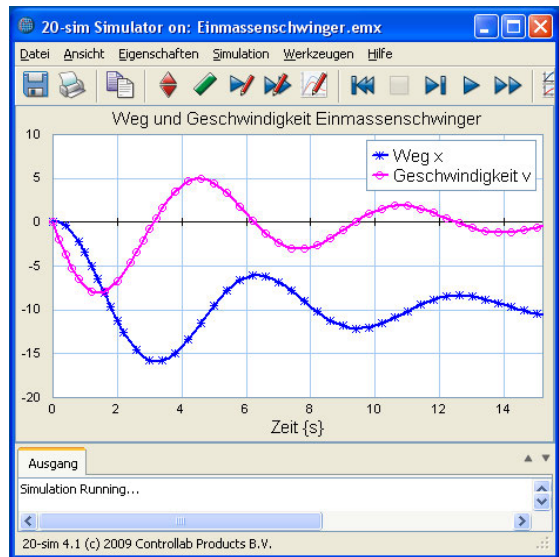 20-sim Simulator on: Einmassenschwinger.emx
Datei Ansicht Eigenschaften Simulation Werkzeugen Hilfe
Weg und Geschwindigkeit Einmassenschwinger
10
5
0
-5
-10
-15
-20
Weg x
Geschwindigkeit v
0 2 4 6 8 10 12 14
Zeit {s}
Ausgang
Simulation Running...
20-sim 4.1 (c) 2009 Controllab Products B.V.